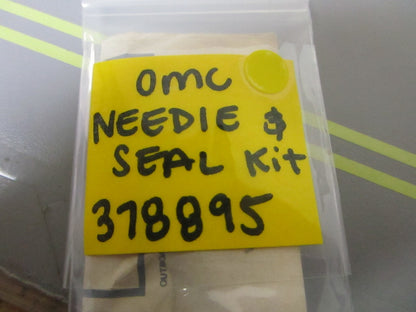 OMC
NEEDIE &
SEAL Kit
378895